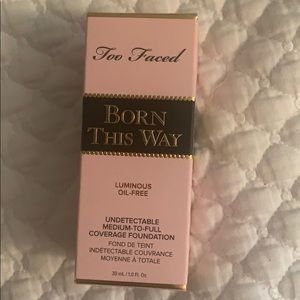 Too Faced
BORN
THIS WAY
LUMINOUS
OIL-FREE
UNDETECTABLE
MEDIUM-TO-FULL
COVERAGE FOUNDATION
FOND DE TEINT
INDÉTECTABLE COUVRANCE
MOYENNE À TOTALE
30 mL / 1.0 Fl. Oz.